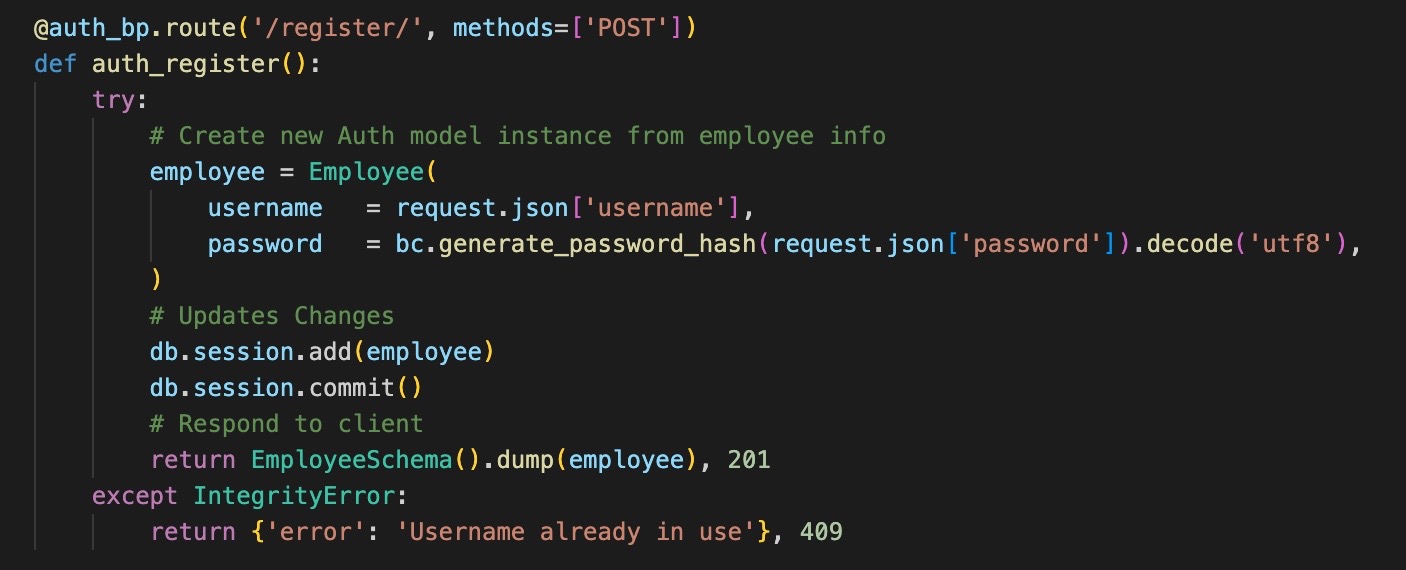 @auth_bp.route('/register/', methods=['POST'])
def auth_register():
    try:
        # Create new Auth model instance from employee info
        employee = Employee(
            username   = request.json['username'],
            password   = bc.generate_password_hash(request.json['password']).decode('utf8'),
        )
        # Updates Changes
        db.session.add(employee)
        db.session.commit()
        # Respond to client
        return EmployeeSchema().dump(employee), 201
    except IntegrityError:
        return {'error': 'Username already in use'}, 409